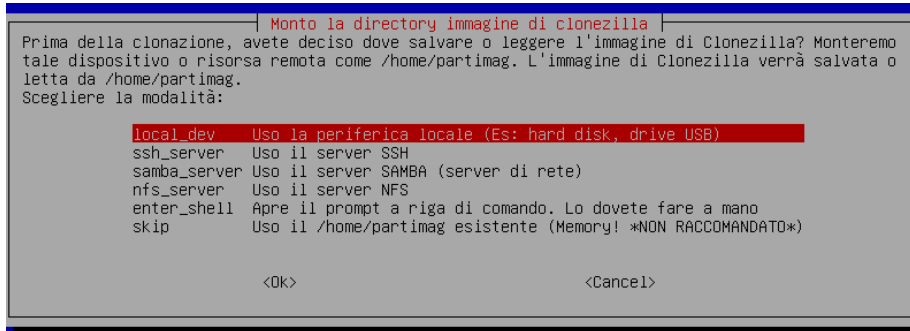 Monto la directory immagine di clonezilla
Prima della clonazione, avete deciso dove salvare o leggere l'immagine di Clonezilla? Monteremo
tale dispositivo o risorsa remota come /home/partimag. L'immagine di Clonezilla verrã salvata o
letta da /home/partimag.
Scegliere la modalitã:
local_dev Uso la periferica locale (Es: hard disk, drive USB)
ssh_server Uso il server SSH
samba_server Uso il server SAMBA (server di rete)
nfs_server Uso il server NFS
enter_shell Apre il prompt a riga di comando. Lo dovete fare a mano
skip Uso il /home/partimag esistente (Memory! *NON RACCOMANDATO*)
<Ok> <Cancel>